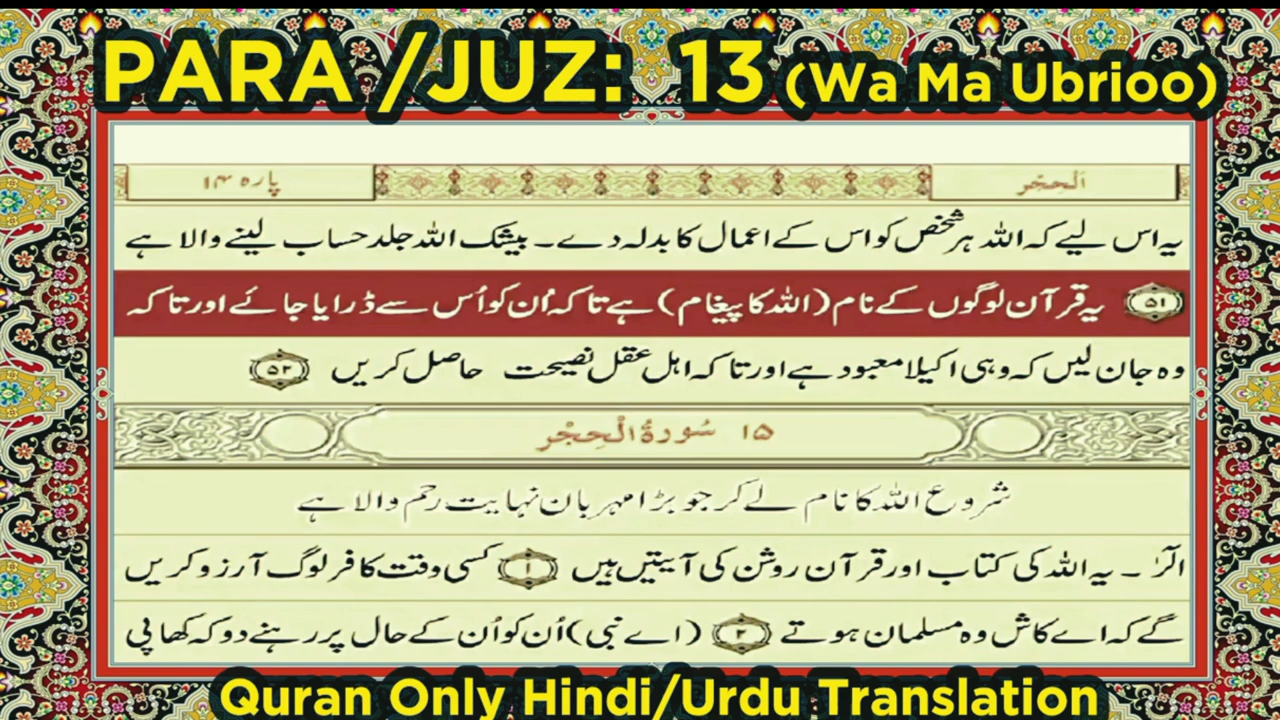 PARA /JUZ: 13 (Wa Ma Ubrioo)
اَلحِجر پارہ ۱۴
یہ اس لیے کہ اللہ ہر شخص کو اس کے اعمال کا بدلہ دے۔ بیشک اللہ جلد حساب لینے والا ہے
۵۱ یہ قرآن لوگوں کے نام (اللہ کا پیغام) ہے تاکہ اُن کو اُس سے ڈرایا جائے اور تاکہ
وہ جان لیں کہ وہی اکیلا معبود ہے اور تاکہ اہل عقل نصیحت حاصل کریں ۵۲
۱۵ سُورۃُ الْحِجْر
شروع اللہ کا نام لے کر جو بڑا مہربان نہایت رحم والا ہے
الٓرٰ ۔ یہ اللہ کی کتاب اور قرآن روشن کی آیتیں ہیں ۱ کسی وقت کافر لوگ آرزو کریں
گے کہ اے کاش وہ مسلمان ہوتے ۲ (اے نبی) اُن کو اُن کے حال پر رہنے دو کہ کھا پی
Quran Only Hindi/Urdu Translation